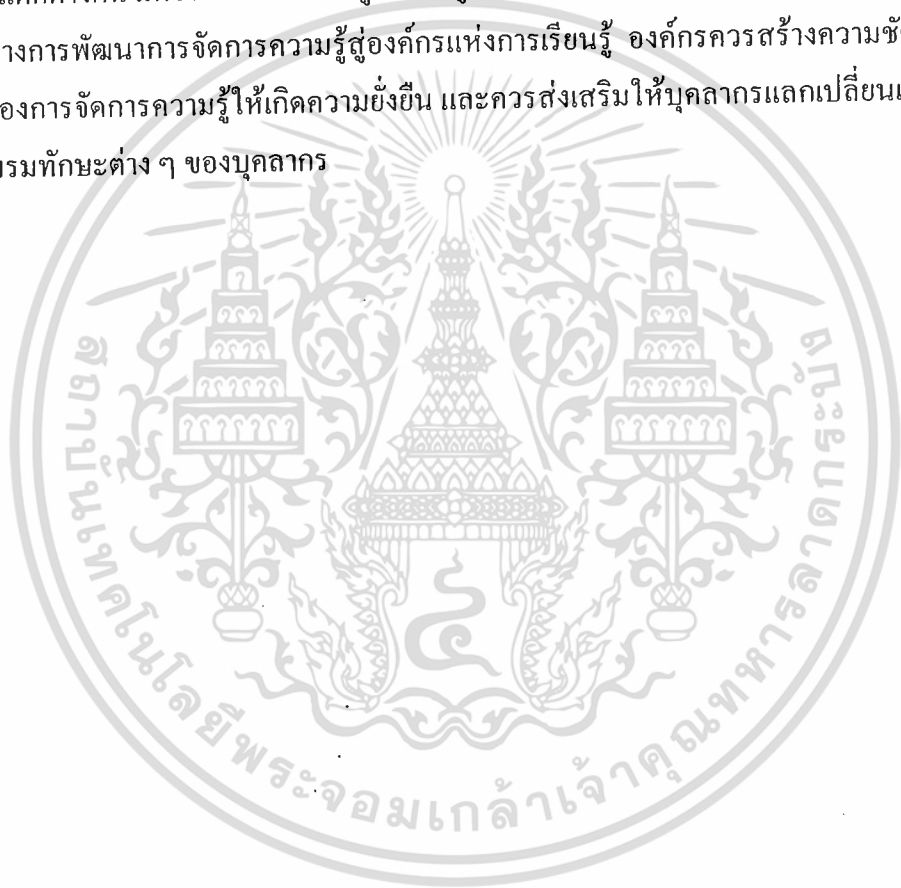 างการพัฒนาการจัดการความรู้สู่องค์กรแห่งการเรียนรู้ องค์กรควรสร้างความชั
องการจัดการความรู้ให้เกิดความยั่งยืน และควรส่งเสริมให้บุคลากรแลกเปลี่ยนเ
บรมทักษะต่าง ๆ ของบุคลากร
สถาบันเทคโนโลยีพระจอมเกล้าเจ้าคุณทหารลาดกระบัง